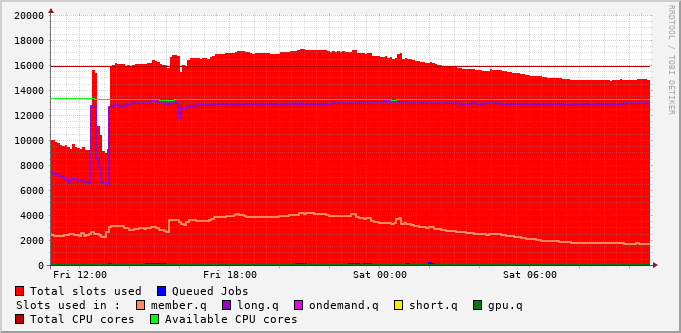 20000
18000
16000
14000
12000
10000
8000
6000
4000
2000
0
Fri 12:00 Fri 18:00 Sat 00:00 Sat 06:00
RRDTOOL / TOBI OETIKER
Total slots used Queued Jobs
Slots used in : member.q long.q ondemand.q short.q gpu.q
Total CPU cores Available CPU cores